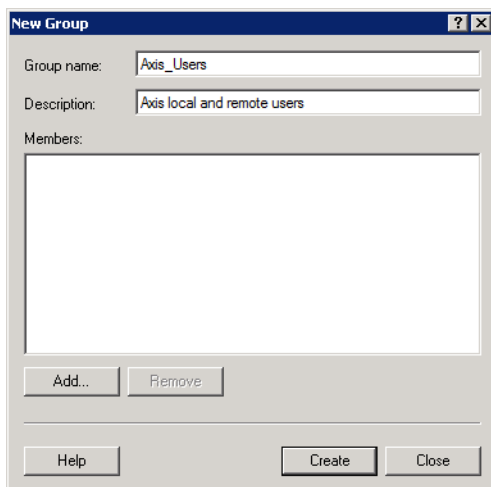 New Group
Group name: Axis_Users
Description: Axis local and remote users
Members:
Add... Remove
Help Create Close